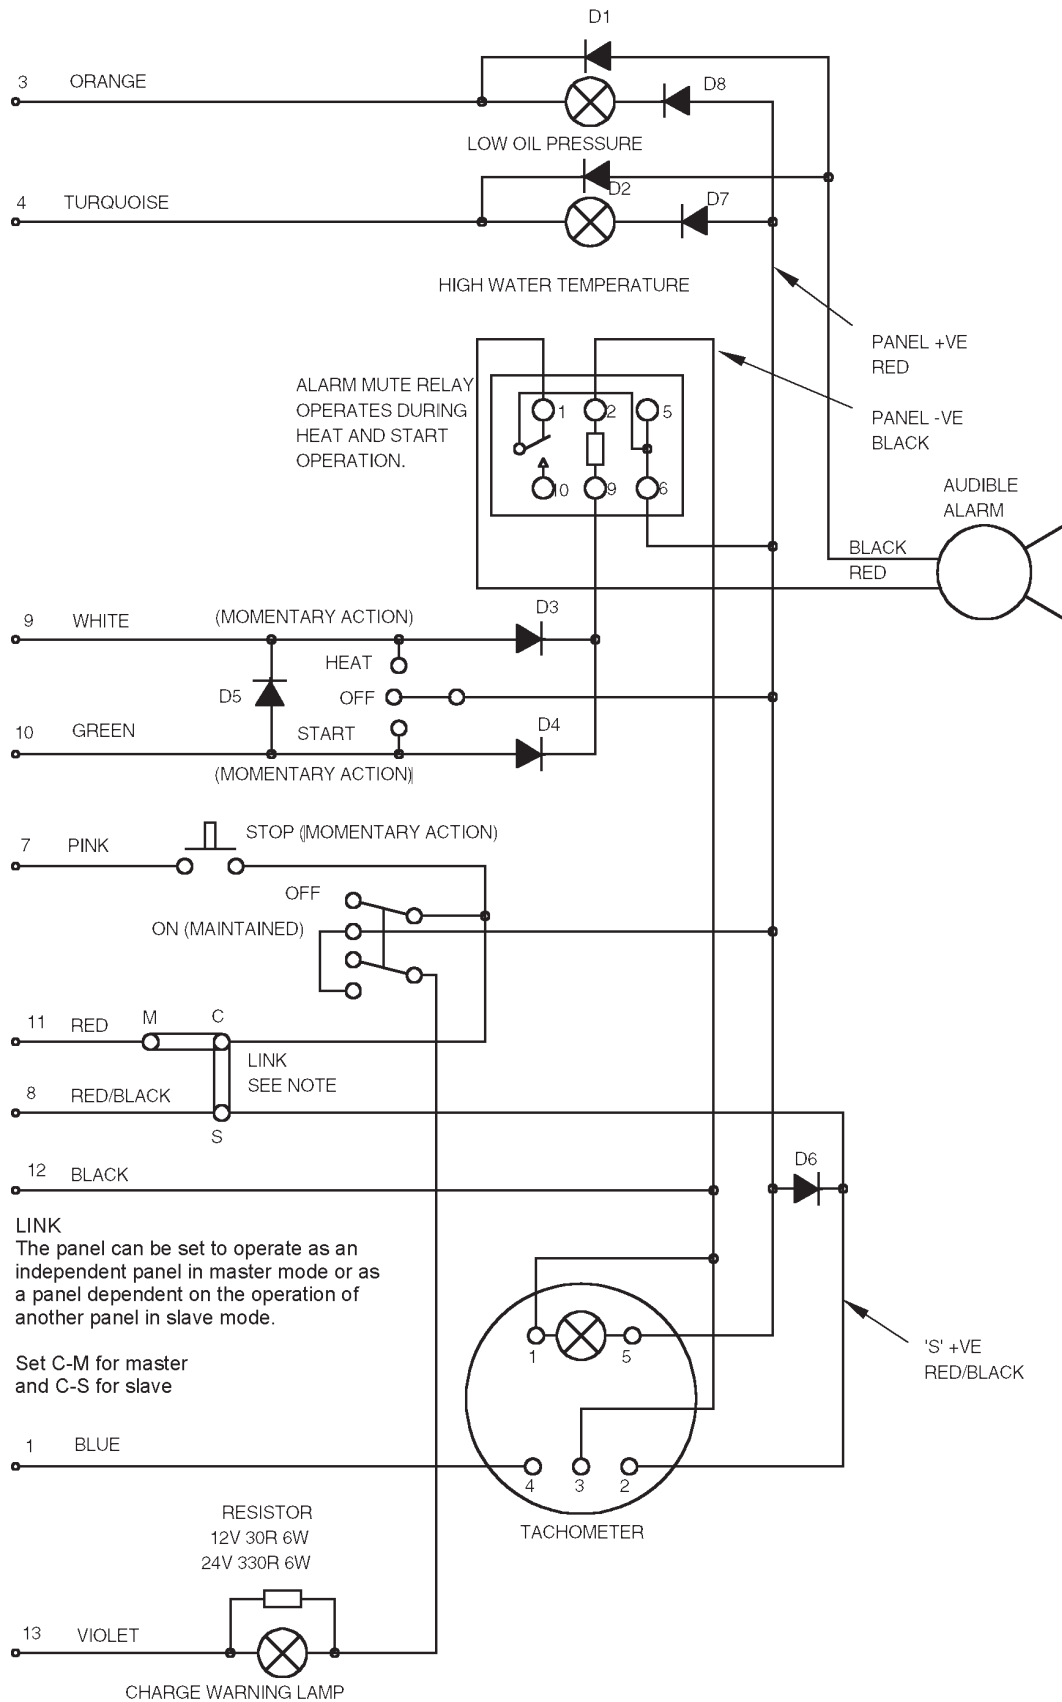 D1
3 ORANGE
D8
LOW OIL PRESSURE
D2
4 TURQUOISE
D7
HIGH WATER TEMPERATURE
PANEL +VE
RED
ALARM MUTE RELAY
OPERATES DURING
HEAT AND START
OPERATION.
1 2 5
10 9 6
PANEL -VE
BLACK
AUDIBLE
ALARM
BLACK
RED
9 WHITE
(MOMENTARY ACTION)
D3
HEAT
D5
OFF
10 GREEN
START
D4
(MOMENTARY ACTION)
7 PINK
STOP (MOMENTARY ACTION)
OFF
ON (MAINTAINED)
11 RED
M C
LINK
SEE NOTE
8 RED/BLACK
S
12 BLACK
D6
LINK
The panel can be set to operate as an
independent panel in master mode or as
a panel dependent on the operation of
another panel in slave mode.
Set C-M for master
and C-S for slave
1 5
'S' +VE
RED/BLACK
1 BLUE
4 3 2
TACHOMETER
RESISTOR
12V 30R 6W
24V 330R 6W
13 VIOLET
CHARGE WARNING LAMP